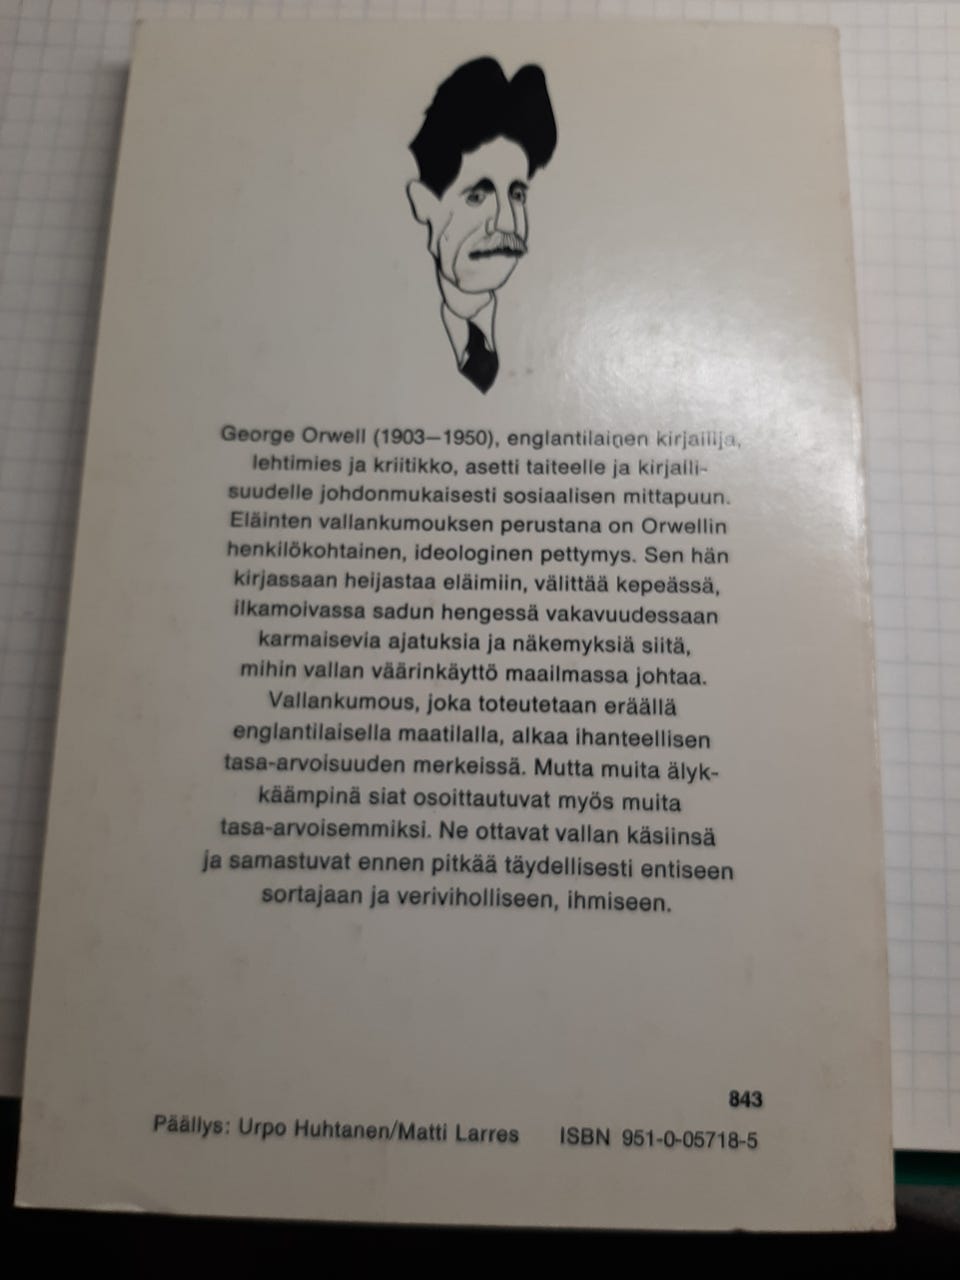 George Orwell (1903—1950), englantilainen kirjailija,
lehtimies ja kriitikko, asetti taiteelle ja kirjaili-
suudelle johdonmukaisesti sosiaalisen mittapuun.
Eläinten vallankumouksen perustana on Orwellin
henkilökohtainen, ideologinen pettymys. Sen hän
kirjassaan heijastaa eläimiin, välittää kepeässä,
ilkamoivassa sadun hengessä vakavuudessaan
karmaisevia ajatuksia ja näkemyksiä siitä,
mihin vallan väärinkäyttö maailmassa johtaa.
Vallankumous, joka toteutetaan eräällä
englantilaisella maatilalla, alkaa ihanteellisen
tasa-arvoisuuden merkeissä. Mutta muita älyk-
käämpinä siat osoittautuvat myös muita
tasa-arvoisemmiksi. Ne ottavat vallan käsiinsä
ja samastuvat ennen pitkää täydellisesti entiseen
sortajaan ja veriviholliseen, ihmiseen.
843
Päällys: Urpo Huhtanen/Matti Larres ISBN 951-0-05718-5